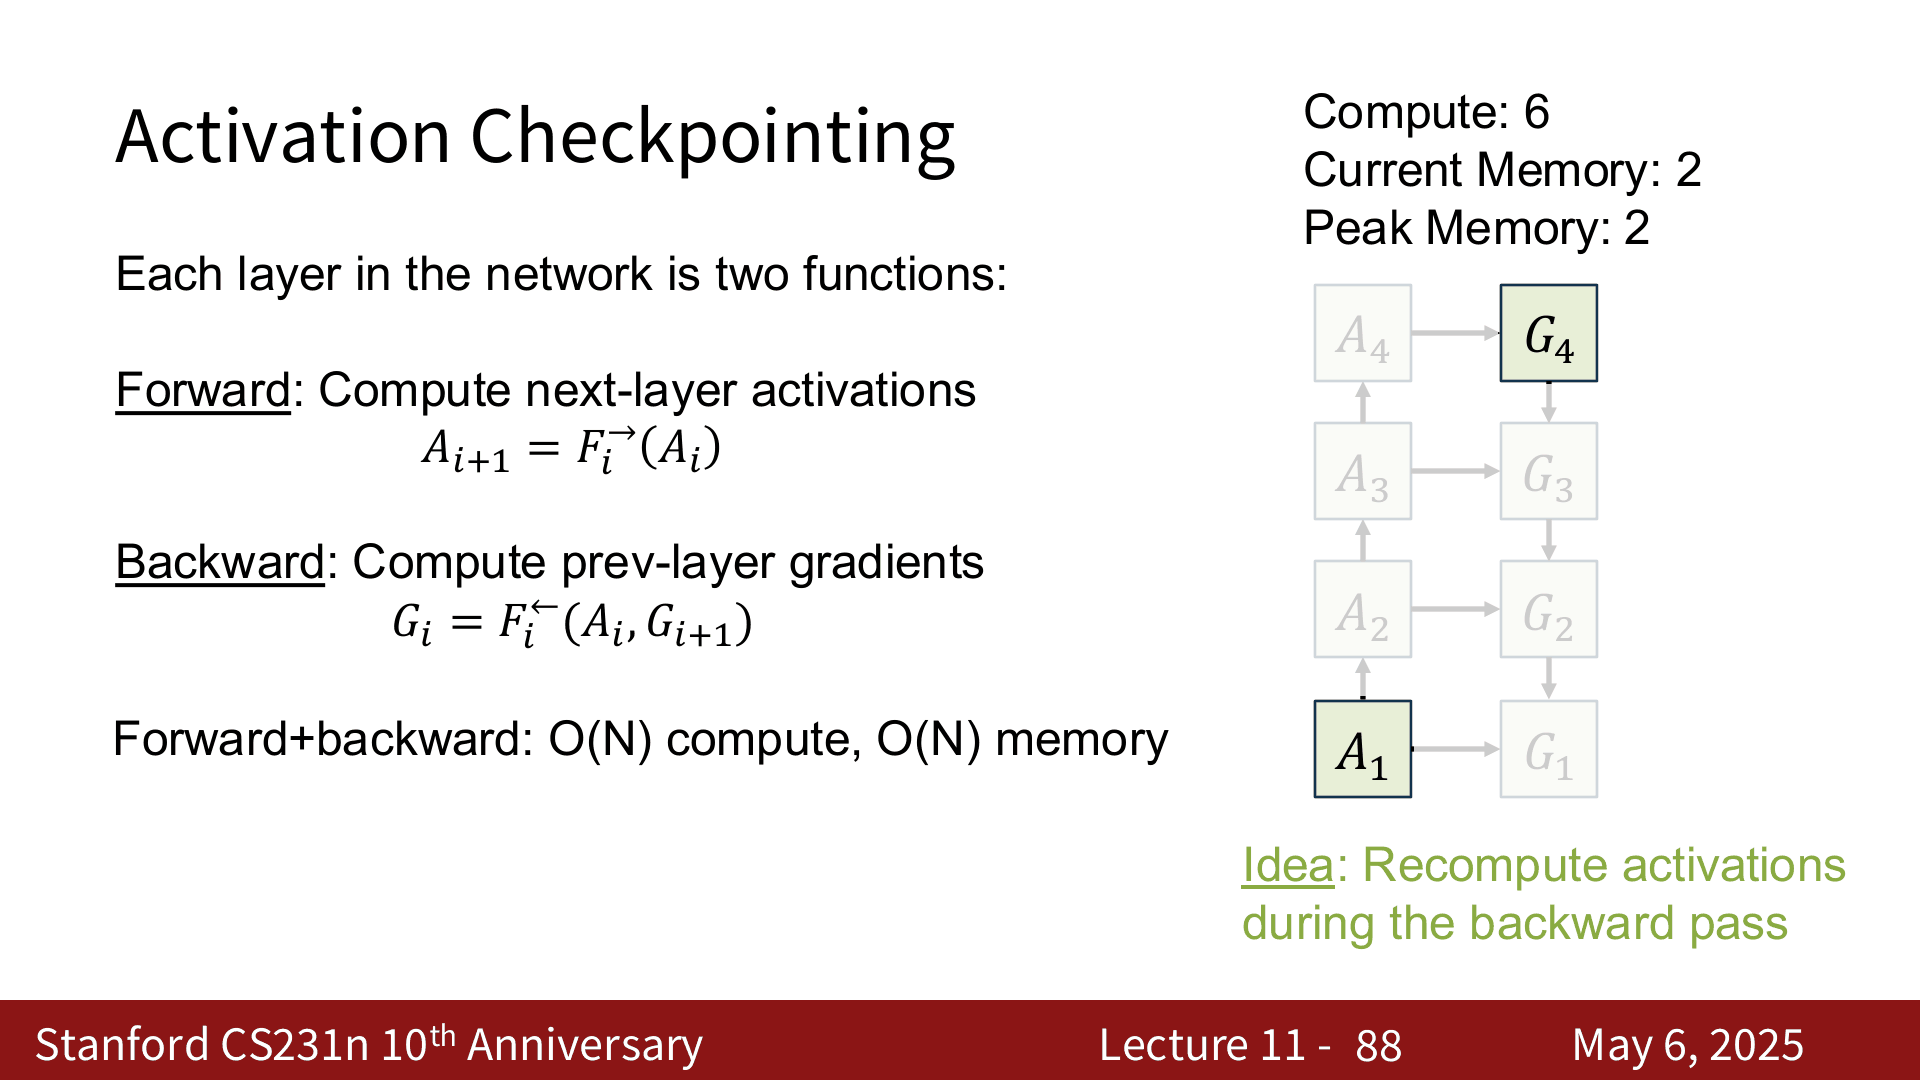 Activation Checkpointing
Each layer in the network is two functions:
Forward: Compute next-layer activations
A_{i+1} = F_i^→(A_i)
Backward: Compute prev-layer gradients
G_i = F_i^←(A_i, G_{i+1})
Forward+backward: O(N) compute, O(N) memory
Compute: 6
Current Memory: 2
Peak Memory: 2
A_4 G_4
A_3 G_3
A_2 G_2
A_1 G_1
Idea: Recompute activations
during the backward pass
Stanford CS231n 10th Anniversary
Lecture 11 - 88
May 6, 2025